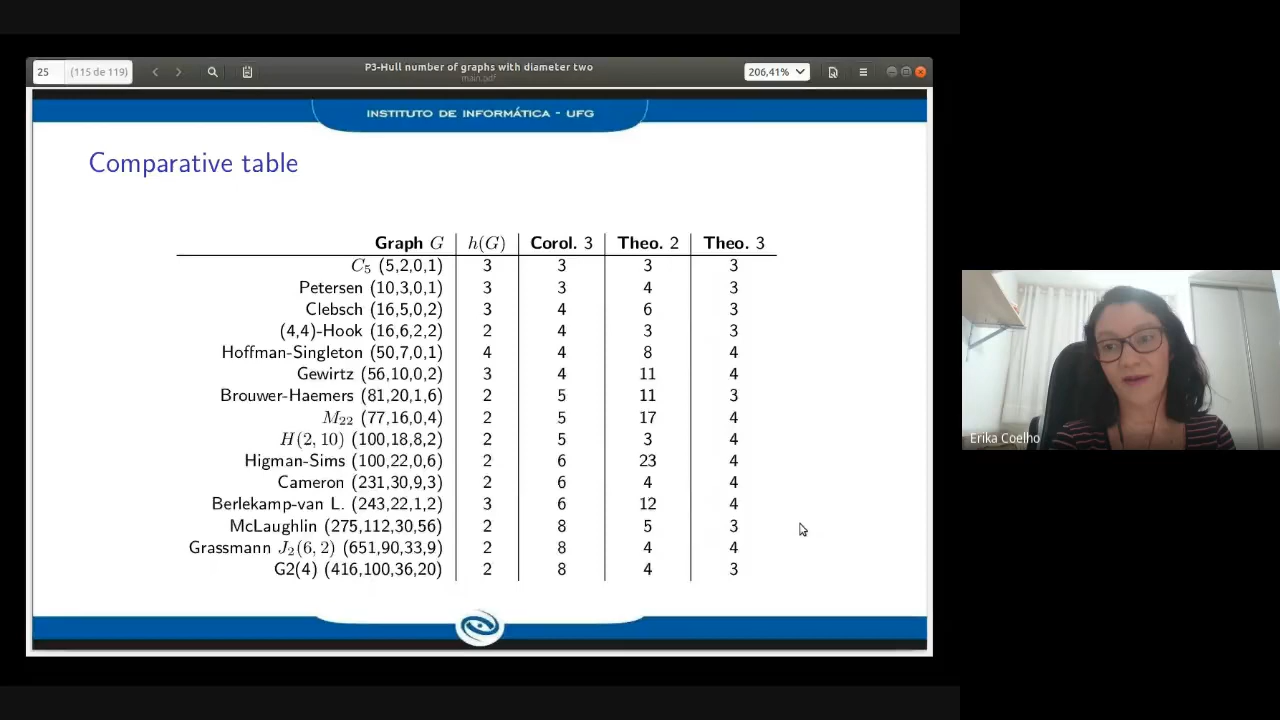 25 (115 de 119)
P3-Hull number of graphs with diameter two
main.pdf
206,41%
INSTITUTO DE INFORMÁTICA - UFG
Comparative table
Graph G h(G) Corol. 3 Theo. 2 Theo. 3
C₅ (5,2,0,1) 3 3 3 3
Petersen (10,3,0,1) 3 3 4 3
Clebsch (16,5,0,2) 3 4 6 3
(4,4)-Hook (16,6,2,2) 2 4 3 3
Hoffman-Singleton (50,7,0,1) 4 4 8 4
Gewirtz (56,10,0,2) 3 4 11 4
Brouwer-Haemers (81,20,1,6) 2 5 11 3
M₂₂ (77,16,0,4) 2 5 17 4
H(2, 10) (100,18,8,2) 2 5 3 4
Higman-Sims (100,22,0,6) 2 6 23 4
Cameron (231,30,9,3) 2 6 4 4
Berlekamp-van L. (243,22,1,2) 3 6 12 4
McLaughlin (275,112,30,56) 2 8 5 3
Grassmann J₂(6, 2) (651,90,33,9) 2 8 4 4
G2(4) (416,100,36,20) 2 8 4 3
Erika Coelho